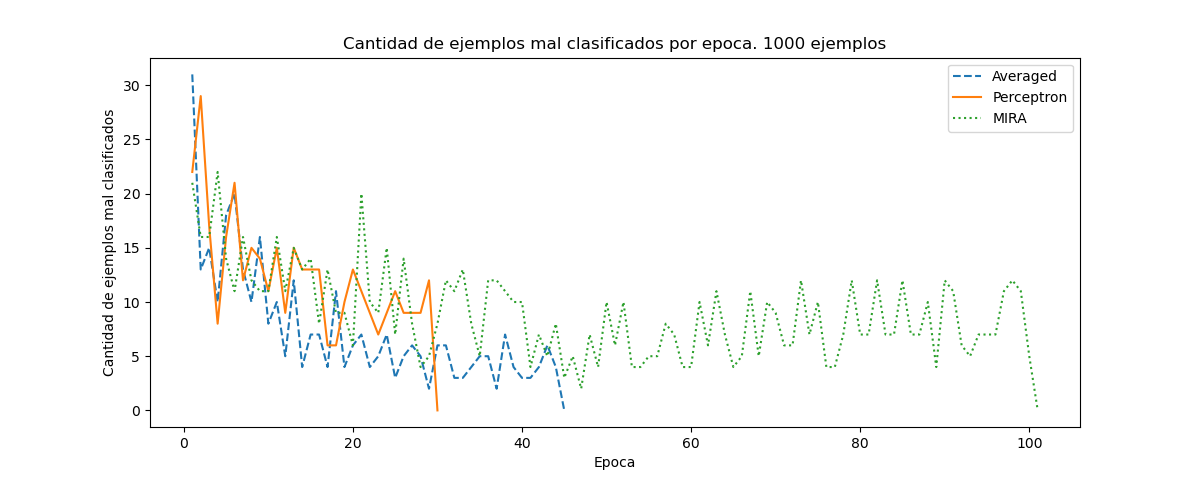 Cantidad de ejemplos mal clasificados por epoca. 1000 ejemplos
Averaged
Perceptron
MIRA
Cantidad de ejemplos mal clasificados
30
25
20
15
10
5
0
0 20 40 60 80 100
Epoca